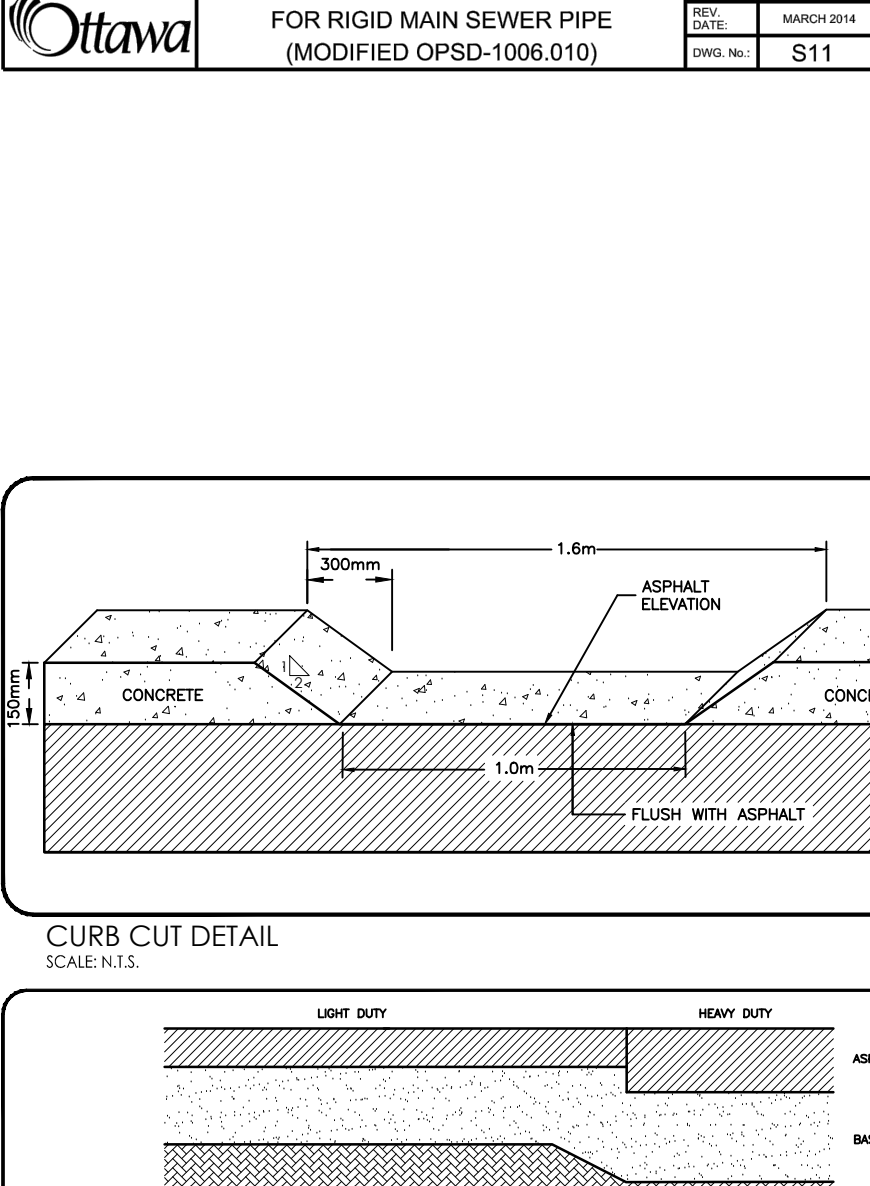 Ottawa
FOR RIGID MAIN SEWER PIPE
(MODIFIED OPSD-1006.010)
REV.
DATE:
MARCH 2014
DWG. No.:
S11
1.6m
300mm
ASPHALT
ELEVATION
1
2
150mm
CONCRETE
1.0m
FLUSH WITH ASPHALT
CURB CUT DETAIL
SCALE: N.T.S.
LIGHT DUTY
HEAVY DUTY